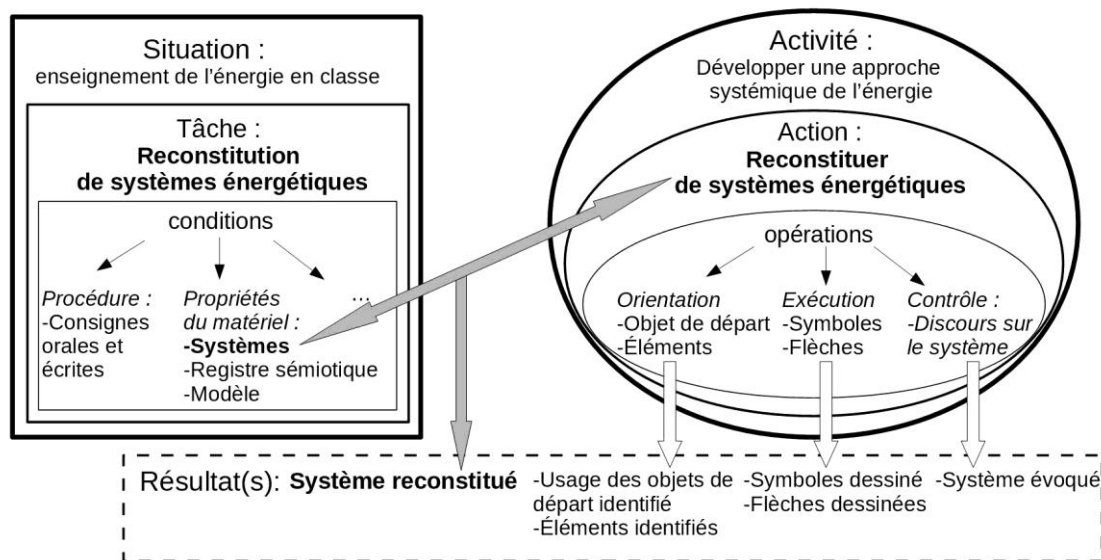 Situation :
enseignement de l'énergie en classe
Tâche :
Reconstitution
de systèmes énergétiques
conditions
Procédure :
-Consignes
orales et
écrites
Propriétés
du matériel :
-Systèmes
-Registre sémiotique
-Modèle
...
Activité :
Développer une approche
systémique de l'énergie
Action :
Reconstituer
de systèmes énergétiques
opérations
Orientation
-Objet de départ
-Éléments
Exécution
-Symboles
-Flèches
Contrôle :
-Discours sur
le système
Résultat(s): Système reconstitué
-Usage des objets de
départ identifié
-Éléments identifiés
-Symboles dessiné
-Flèches dessinées
-Système évoqué